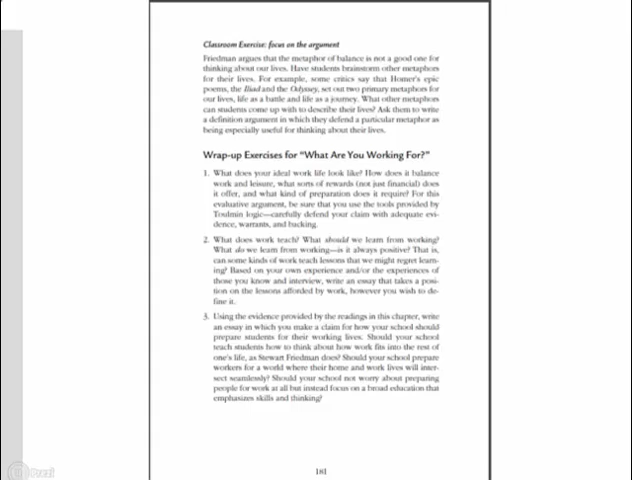 Classroom Exercise: focus on the argument
Friedman argues that the metaphor of balance is not a good one for
thinking about our lives. Have students brainstorm other metaphors
for their lives. For example, some critics say that Homer's epic
poems, the Iliad and the Odyssey, set out two primary metaphors for
our lives, life as a battle and life as a journey. What other metaphors
can students come up with to describe their lives? Ask them to write
a definition argument in which they defend a particular metaphor as
being especially useful for thinking about their lives.
Wrap-up Exercises for "What Are You Working For?"
1. What does your ideal work life look like? How does it balance
work and leisure, what sorts of rewards (not just financial) does
it offer, and what kind of preparation does it require? For this
evaluative argument, be sure that you use the tools provided by
Toulmin logic—carefully defend your claim with adequate evi-
dence, warrants, and backing.
2. What does work teach? What should we learn from working?
What do we learn from working—is it always positive? That is,
can some kinds of work teach lessons that we might regret learn-
ing? Based on your own experience and/or the experiences of
those you know and interview, write an essay that takes a posi-
tion on the lessons afforded by work, however you wish to de-
fine it.
3. Using the evidence provided by the readings in this chapter, write
an essay in which you make a claim for how your school should
prepare students for their working lives. Should your school
teach students how to think about how work fits into the rest of
one's life, as Stewart Friedman does? Should your school prepare
workers for a world where their home and work lives will inter-
sect seamlessly? Should your school not worry about preparing
people for work at all but instead focus on a broad education that
emphasizes skills and thinking?
181
Prezi